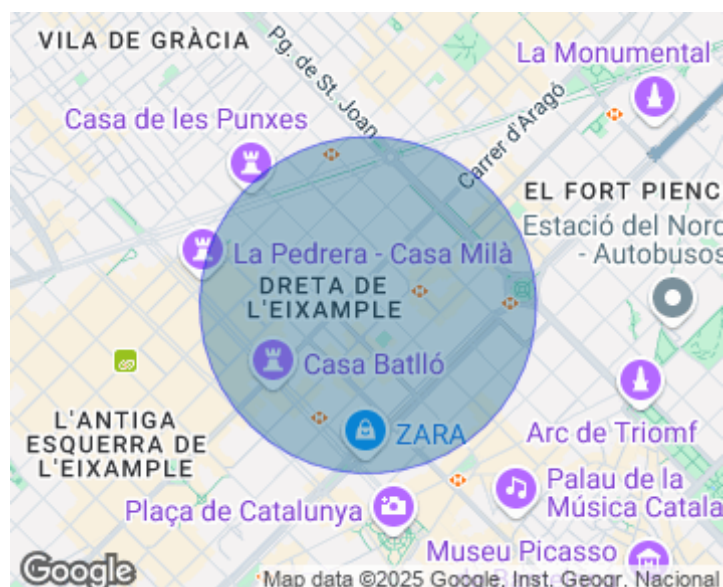 VILA DE GRÀCIA
Pg. de St. Joan
La Monumental
Casa de les Punxes
Carrer d'Aragó
EL FORT PIENC
Estació del Nord
- Autobuses
La Pedrera - Casa Milà
DRETA DE
L'EIXAMPLE
Casa Batlló
L'ANTIGA
ESQUERRA DE
L'EIXAMPLE
ZARA
Arc de Triomf
Palau de la
Música Catala
Plaça de Catalunya
Museu Picasso
Google
Map data ©2025 Google, Inst. Geogr. Nacional